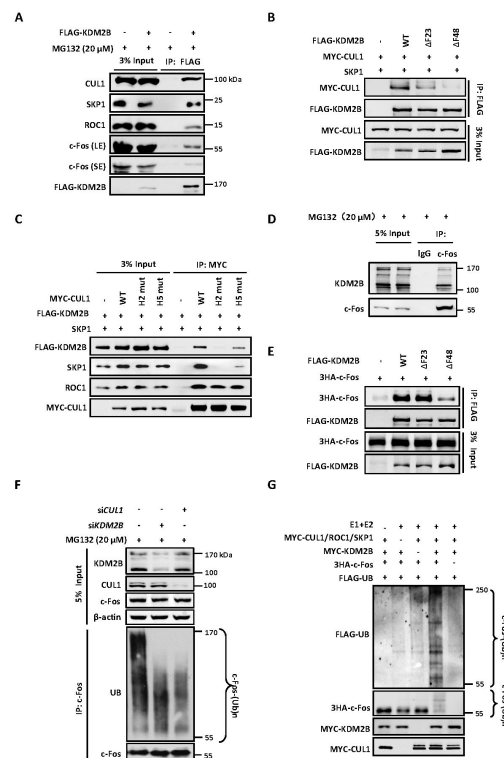 A
FLAG-KDM2B - + - +
MG132 (20 μM) + + + +
3% Input IP: FLAG
CUL1 100 kDa
SKP1 25
ROC1 15
c-Fos (LE) 55
c-Fos (SE)
FLAG-KDM2B 170
B
FLAG-KDM2B - WT ΔF23 ΔF48
MYC-CUL1 + + + +
SKP1 + + + +
MYC-CUL1
FLAG-KDM2B
IP: FLAG
MYC-CUL1
FLAG-KDM2B
3% Input
C
3% Input IP: MYC
MYC-CUL1 - WT H2 mut H5 mut - WT H2 mut H5 mut
FLAG-KDM2B + + + + + + + +
SKP1 + + + + + + + +
FLAG-KDM2B
SKP1
ROC1
MYC-CUL1
D
MG132 (20 μM) + + + +
5% Input IP:
IgG c-Fos
KDM2B 170
100
c-Fos 55
E
FLAG-KDM2B - WT ΔF23 ΔF48
3HA-c-Fos + + + +
3HA-c-Fos
FLAG-KDM2B
IP: FLAG
3HA-c-Fos
FLAG-KDM2B
3% Input
F
siCUL1 - - +
siKDM2B - + -
MG132 (20 μM) + + +
5% Input
KDM2B 170 kDa
100
CUL1 100
c-Fos
β-actin
IP: c-Fos
UB 170
55
c-Fos-(Ub)n
c-Fos 55
G
E1+E2 - + + + +
MYC-CUL1/ROC1/SKP1 + - + + +
MYC-KDM2B + + - + +
3HA-c-Fos + + + + -
FLAG-UB + + + + +
FLAG-UB 250
55
3HA-c-Fos 55
MYC-KDM2B
MYC-CUL1